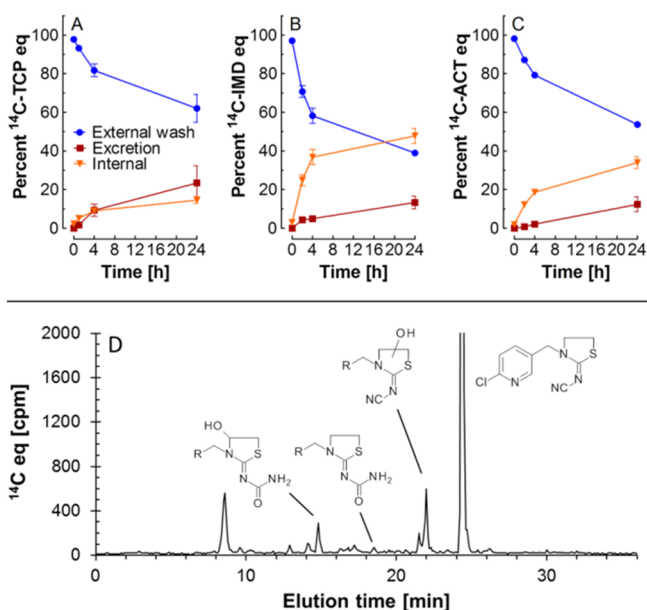 A
B
C
Percent ¹⁴C-TCP eq
Percent ¹⁴C-IMD eq
Percent ¹⁴C-ACT eq
100
80
60
40
20
0
100
80
60
40
20
0
100
80
60
40
20
0
External wash
Excretion
Internal
0 4 8 12 16 20 24
0 4 8 12 16 20 24
0 4 8 12 16 20 24
Time [h]
Time [h]
Time [h]
D
2000
1600
1200
800
400
0
¹⁴C eq [cpm]
OH
R
N
S
N
NC
Cl
N
N
S
N
NC
HO
R
N
S
N
NH₂
O
R
N
S
N
NH₂
O
0 10 20 30
Elution time [min]